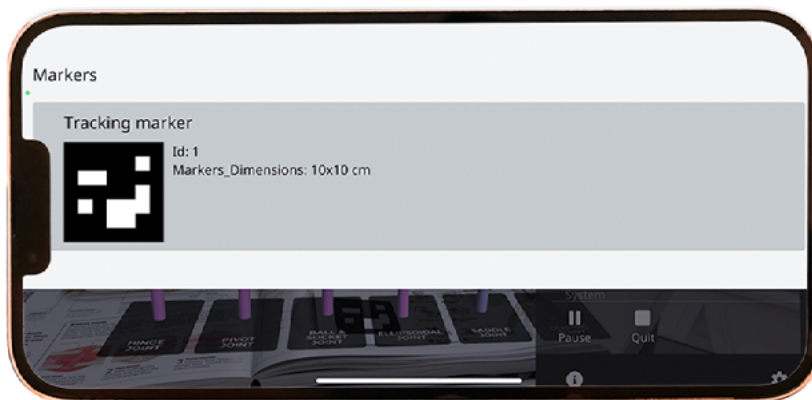 Markers
Tracking marker
Id: 1
Markers_Dimensions: 10x10 cm
System
Pause
Quit
HINGE
JOINT
PIVOT
JOINT
BALL &
SOCKET
JOINT
ELLIPSOIDAL
JOINT
SADDLE
JOINT